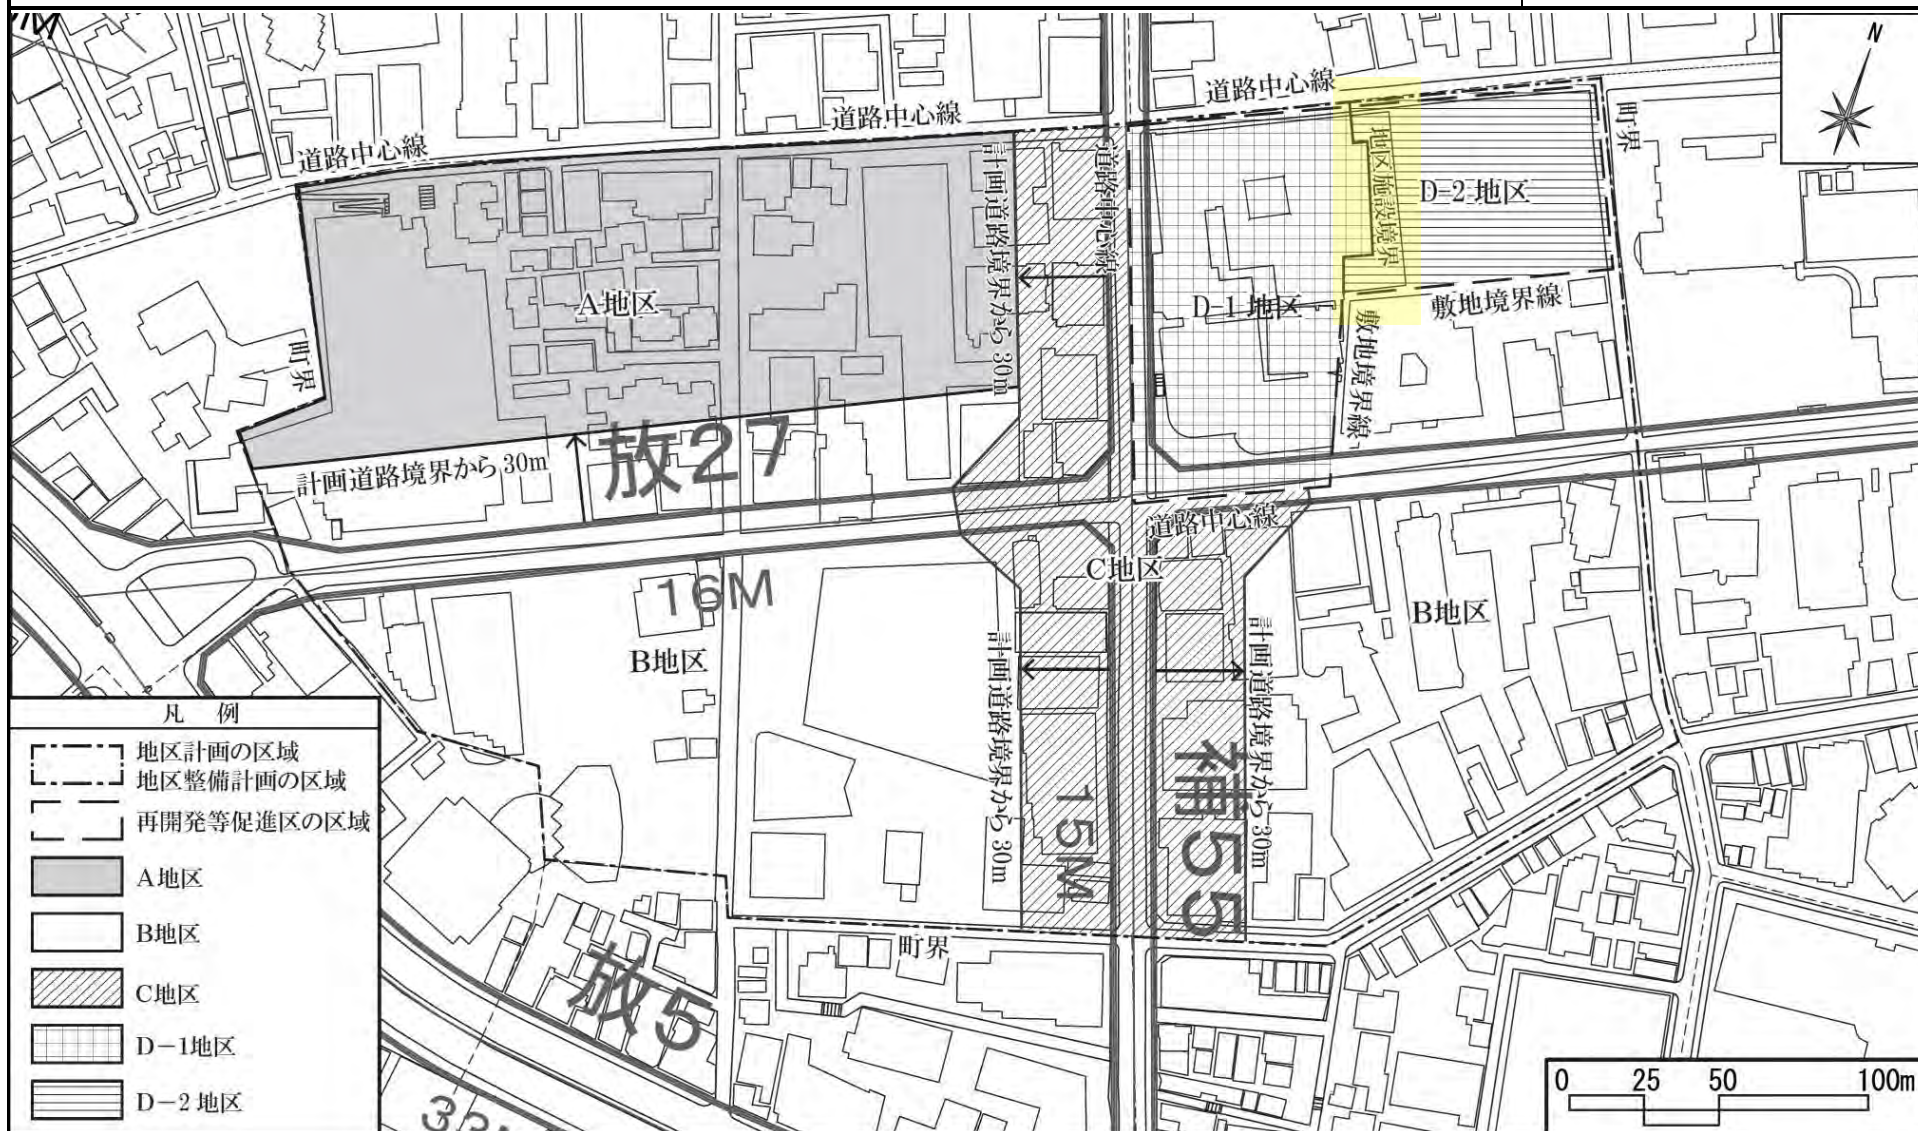 N
道路中心線
道路中心線
道路中心線
町界
計画道路境界から30m
道路中心線
地区施設境界
D-2地区
A地区
D-1地区
敷地境界線
敷地境界線
町界
計画道路境界から30m
放27
道路中心線
C地区
16M
B地区
B地区
計画道路境界から30m
計画道路境界から30m
15M
補55
町界
放5
凡 例
地区計画の区域
地区整備計画の区域
再開発等促進区の区域
A地区
B地区
C地区
D-1地区
D-2地区
0 25 50 100m